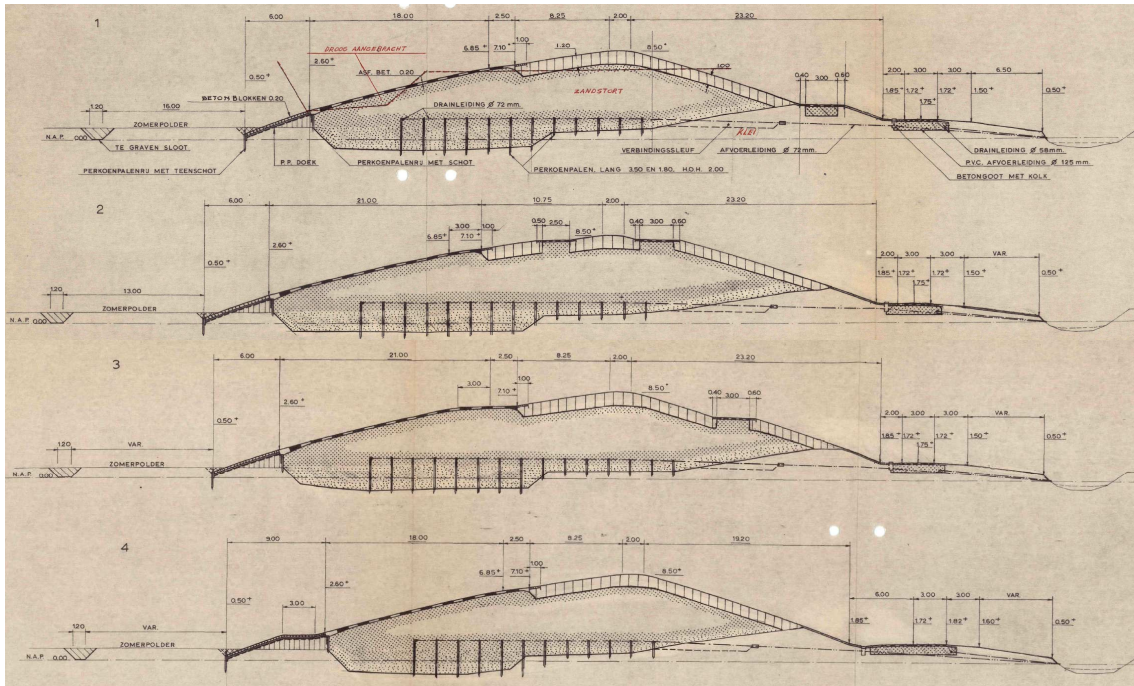 1
6.00 18.00 2.50 8.25 2.00 23.20
DROOG AANGEBRACHT
6.85+ 7.10+ 1.00 1.20 8.50+
0.50+ 2.60+
ASF. BET. 0.20
1.00
BETON BLOKKEN 0.20
ZANDSTORT
0.40 3.00 0.60
2.00 3.00 3.00 6.50
1.85+ 1.72+ 1.72+ 1.50+ 0.50+
1.75+
DRAINLEIDING Ø 72 mm.
1.20 16.00
ZOMERPOLDER
N.A.P. 0.00
KLEI
TE GRAVEN SLOOT
VERBINDINGSSLEUF
AFVOERLEIDING Ø 72 mm.
DRAINLEIDING Ø 58 mm.
P.P. DOEK
PERKOENPALENRIJ MET SCHOT
P.V.C. AFVOERLEIDING Ø 125 mm.
PERKOENPALENRIJ MET TEENSCHOT
PERKOENPALEN. LANG 3.50 EN 1.80. H.O.H. 2.00
BETONGOOT MET KOLK
2
6.00 21.00 10.75 2.00 23.20
3.00 1.00 0.50 2.50 0.40 3.00 0.60
6.85+ 7.10+ 8.50+
2.60+
0.50+
2.00 3.00 3.00 VAR.
1.85+ 1.72+ 1.72+ 1.50+ 0.50+
1.75+
1.20 13.00
ZOMERPOLDER
N.A.P. 0.00
3
6.00 21.00 2.50 8.25 2.00 23.20
3.00 7.10+ 1.00 8.50+
0.40 3.00 0.60
2.60+
0.50+
2.00 3.00 3.00 VAR.
1.85+ 1.72+ 1.72+ 1.50+ 0.50+
1.75+
1.20 VAR.
ZOMERPOLDER
N.A.P. 0.00
4
9.00 18.00 2.50 8.25 2.00 19.20
6.85+ 7.10+ 1.00 8.50+
2.60+
0.50+ 3.00
6.00 3.00 3.00 VAR.
1.85+ 1.72+ 1.82+ 1.60+ 0.50+
1.20 VAR.
ZOMERPOLDER
N.A.P. 0.00